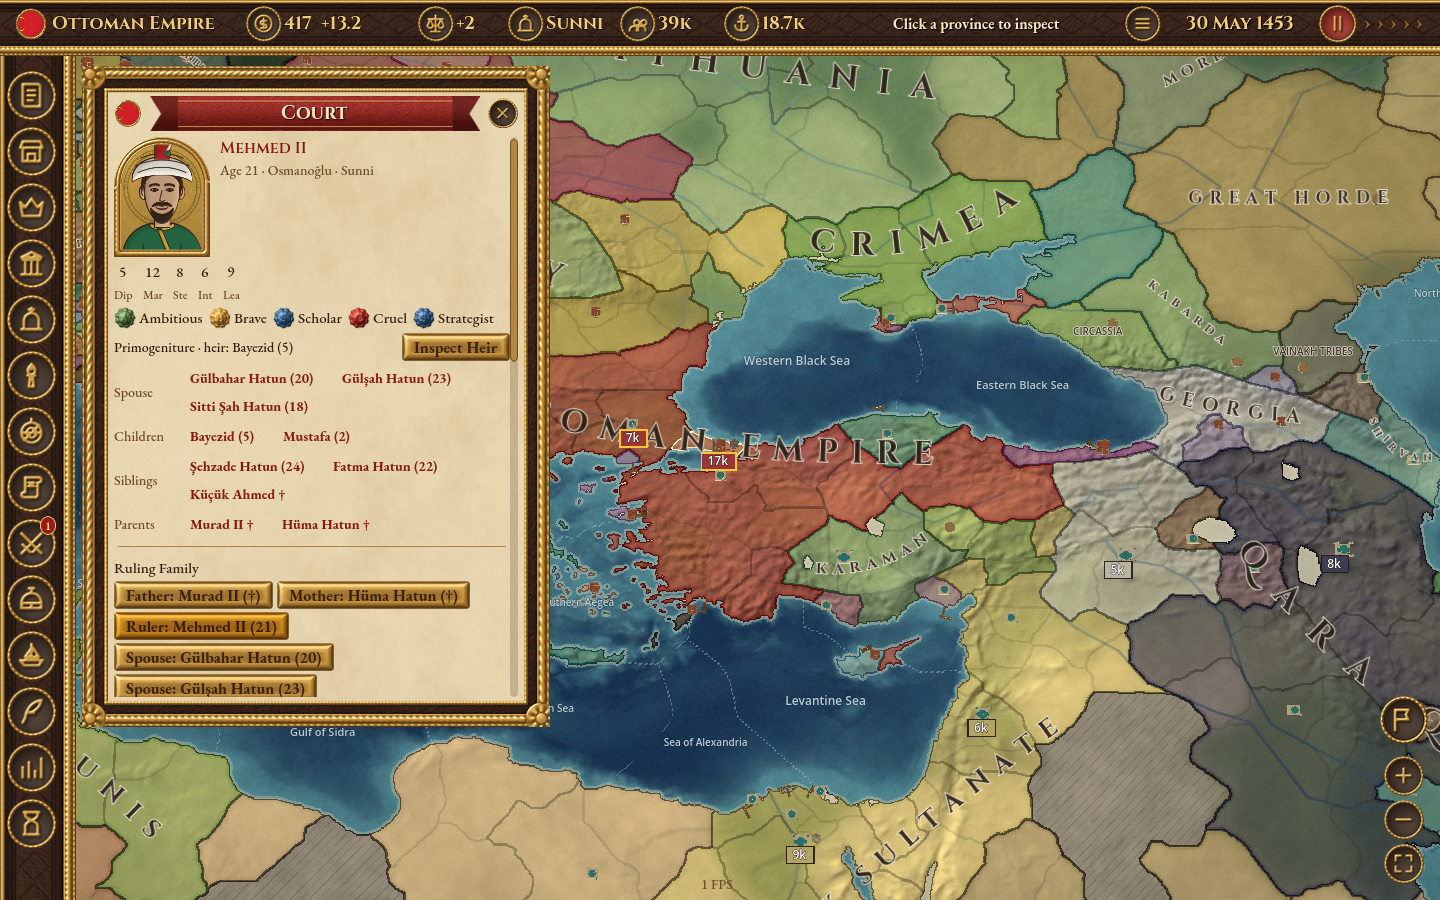 OTTOMAN EMPIRE 417 +13.2 +2 SUNNI 39K 18.7K Click a province to inspect 30 MAY 1453
COURT
MEHMED II
Age 21 · Osmanoğlu · Sunni
5 12 8 6 9
Dip Mar Ste Int Lea
Ambitious Brave Scholar Cruel Strategist
Primogeniture · heir: Bayezid (5) Inspect Heir
Spouse
Gülbahar Hatun (20) Gülşah Hatun (23)
Sitti Şah Hatun (18)
Children Bayezid (5) Mustafa (2)
Siblings
Şehzade Hatun (24) Fatma Hatun (22)
Küçük Ahmed †
Parents Murad II † Hüma Hatun †
Ruling Family
Father: Murad II (†) Mother: Hüma Hatun (†)
Ruler: Mehmed II (21)
Spouse: Gülbahar Hatun (20)
Spouse: Gülşah Hatun (23)
1
THUANIA
CRIMEA
GREAT HORDE
KABARDA
CIRCASSIA
VAINAKH TRIBES
North
Western Black Sea
Eastern Black Sea
GEORGIA
SHIRVAN
OMAN EMPIRE
7k
17k
KARAMAN
5k
8k
QARA
Levantine Sea
n Sea
Gulf of Sidra
Sea of Alexandria
6k
SULTANATE
UNIS
9k
1 FPS